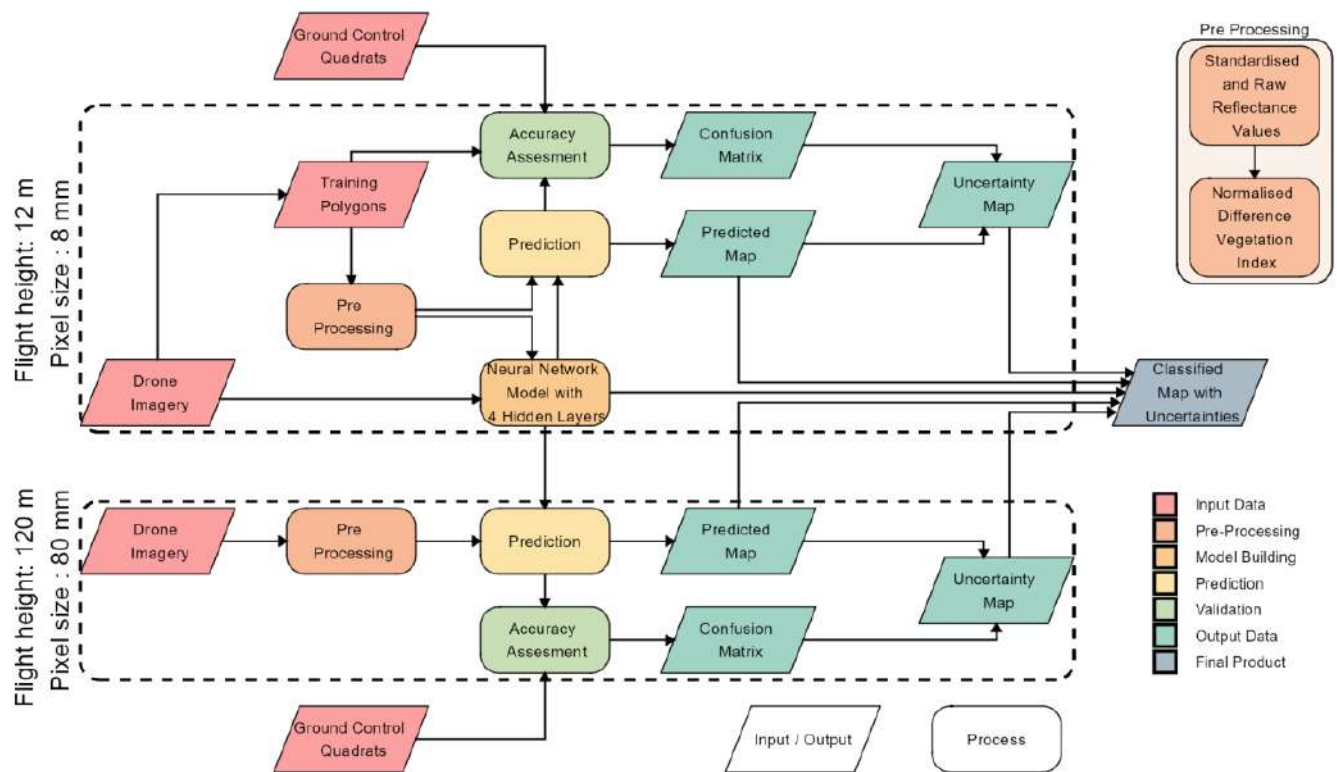 Ground Control
Quadrats
Pre Processing
Standardised
and Raw
Reflectance
Values
Normalised
Difference
Vegetation
Index
Flight height: 12 m
Pixel size : 8 mm
Accuracy
Assesment
Confusion
Matrix
Training
Polygons
Uncertainty
Map
Prediction
Predicted
Map
Pre
Processing
Drone
Imagery
Neural Network
Model with
4 Hidden Layers
Classified
Map with
Uncertainties
Flight height: 120 m
Pixel size : 80 mm
Drone
Imagery
Pre
Processing
Prediction
Predicted
Map
Uncertainty
Map
Accuracy
Assesment
Confusion
Matrix
Ground Control
Quadrats
Input / Output
Process
Input Data
Pre-Processing
Model Building
Prediction
Validation
Output Data
Final Product